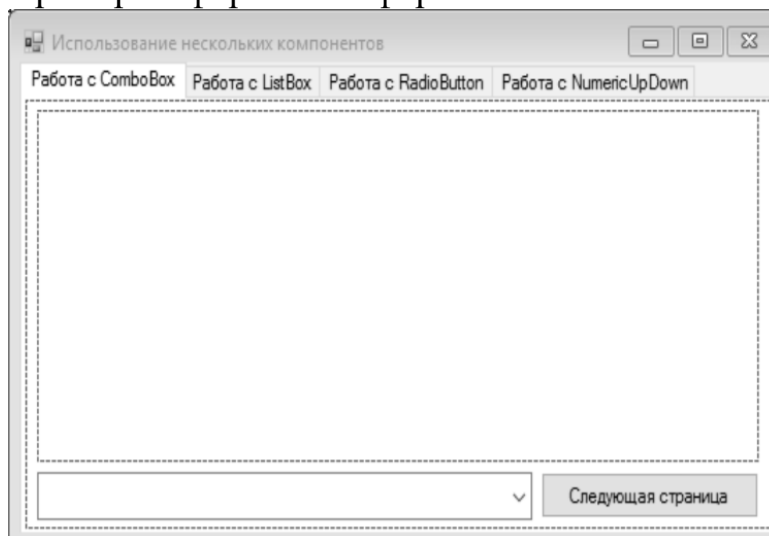 Использование нескольких компонентов
Работа с ComboBox Работа с ListBox Работа с RadioButton Работа с NumericUpDown
Следующая страница